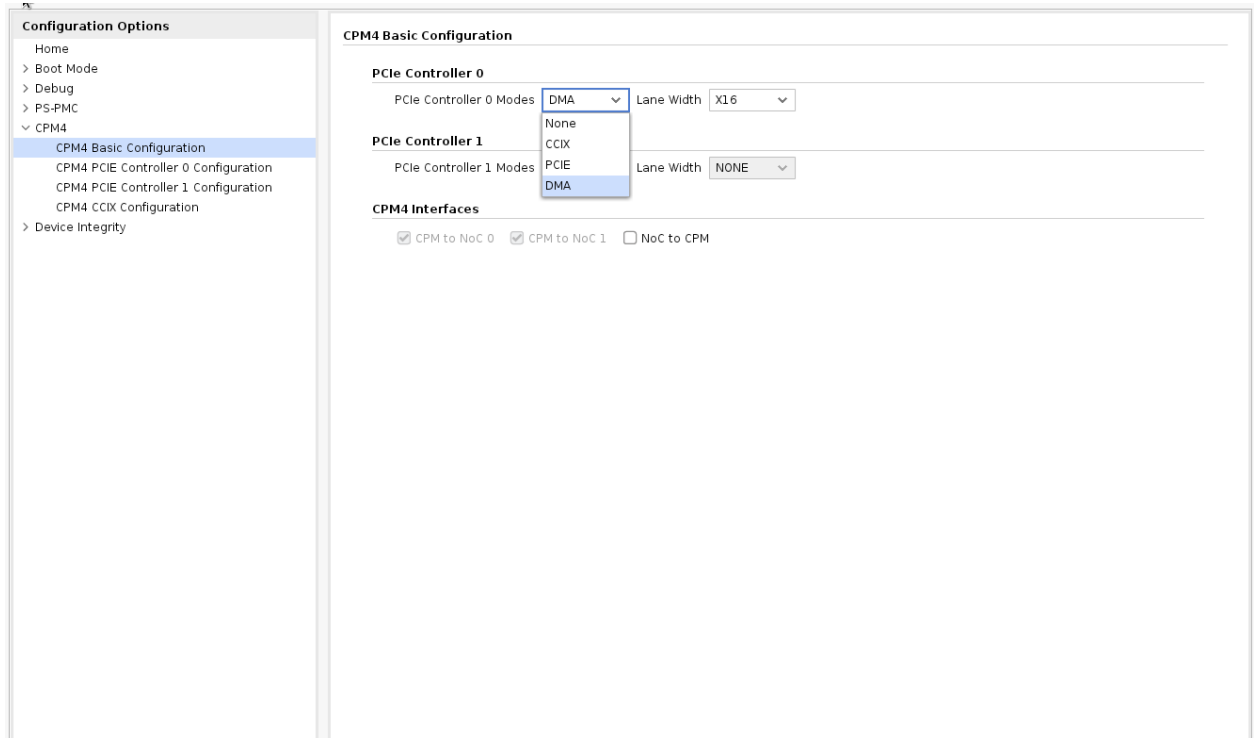 Configuration Options
Home
Boot Mode
Debug
PS-PMC
CPM4
CPM4 Basic Configuration
CPM4 PCIE Controller 0 Configuration
CPM4 PCIE Controller 1 Configuration
CPM4 CCIX Configuration
Device Integrity
CPM4 Basic Configuration
PCIe Controller 0
PCIe Controller 0 Modes DMA Lane Width X16
None
CCIX
PCIE
DMA
PCIe Controller 1
PCIe Controller 1 Modes Lane Width NONE
CPM4 Interfaces
CPM to NoC 0 CPM to NoC 1 NoC to CPM